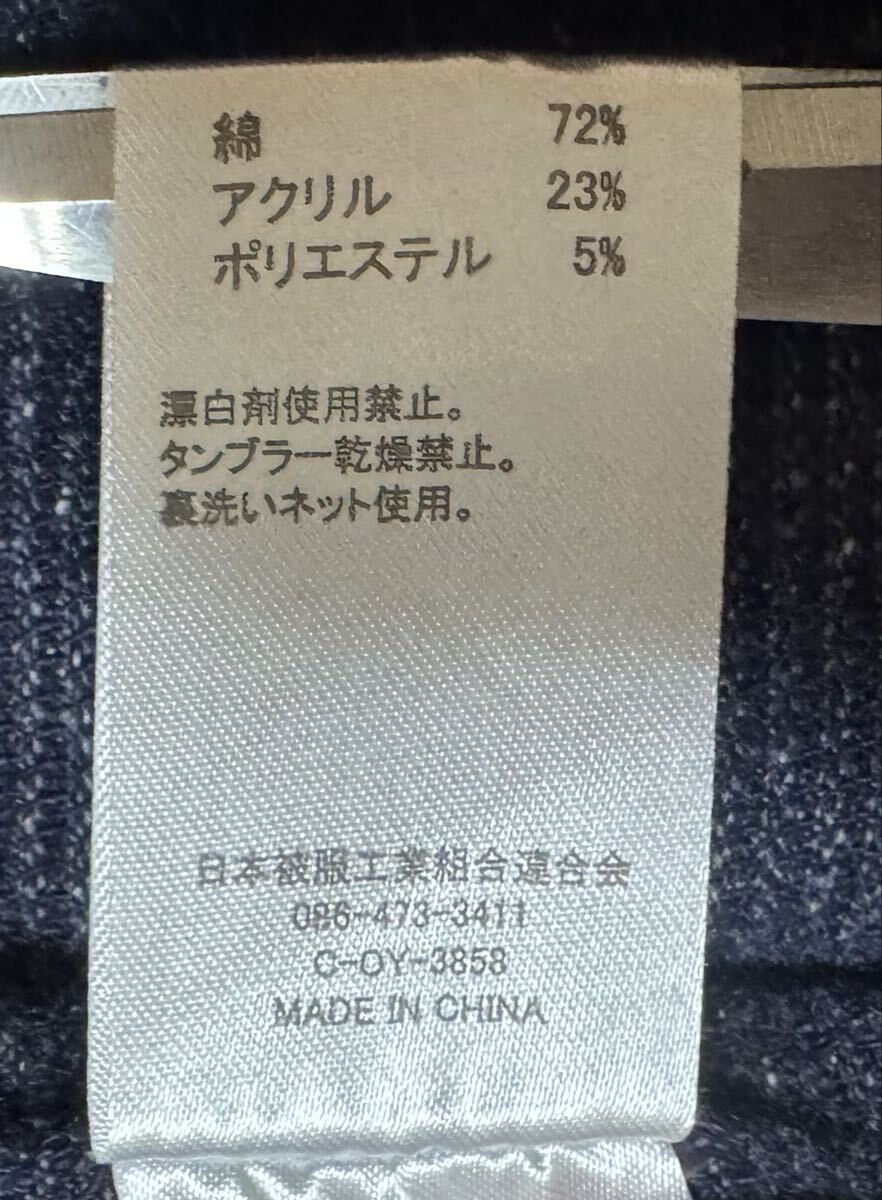 綿 72%
アクリル 23%
ポリエステル 5%
漂白剤使用禁止。
タンブラー乾燥禁止。
裏洗いネット使用。
日本被服工業組合連合会
086-473-3411
C-OY-3858
MADE IN CHINA